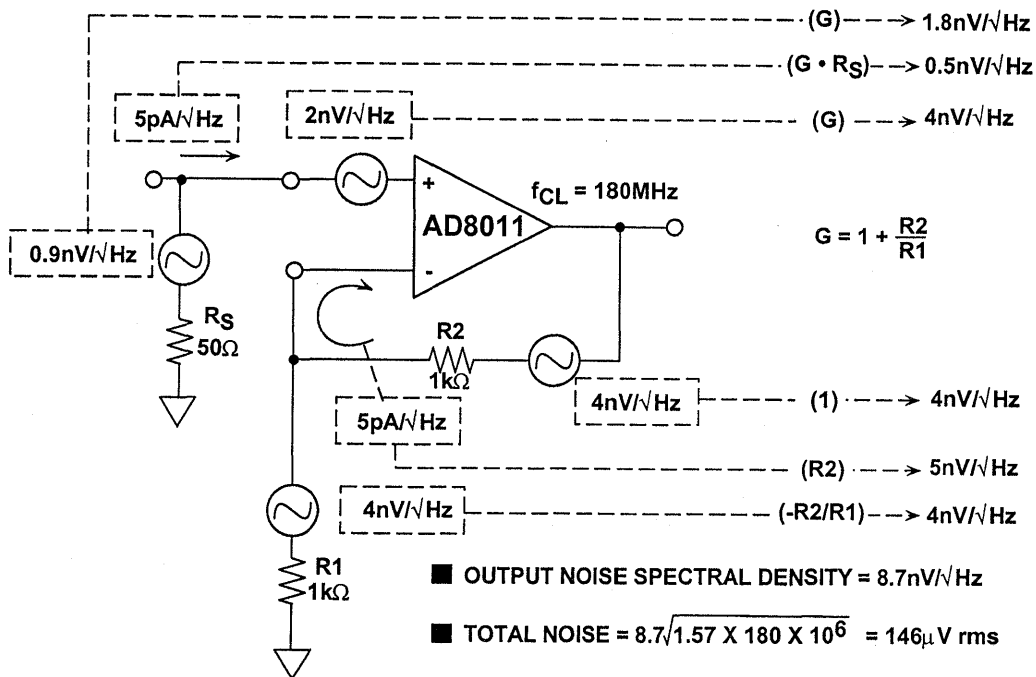 (G) 1.8nV/√Hz
(G • RS) 0.5nV/√Hz
5pA/√Hz 2nV/√Hz (G) 4nV/√Hz
+ fCL = 180MHz
AD8011
G = 1 + R2/R1
0.9nV/√Hz
-
RS
50Ω
R2
1kΩ
4nV/√Hz (1) 4nV/√Hz
5pA/√Hz
(R2) 5nV/√Hz
4nV/√Hz (-R2/R1) 4nV/√Hz
R1
1kΩ
■ OUTPUT NOISE SPECTRAL DENSITY = 8.7nV/√Hz
■ TOTAL NOISE = 8.7√1.57 X 180 X 10⁶ = 146μV rms